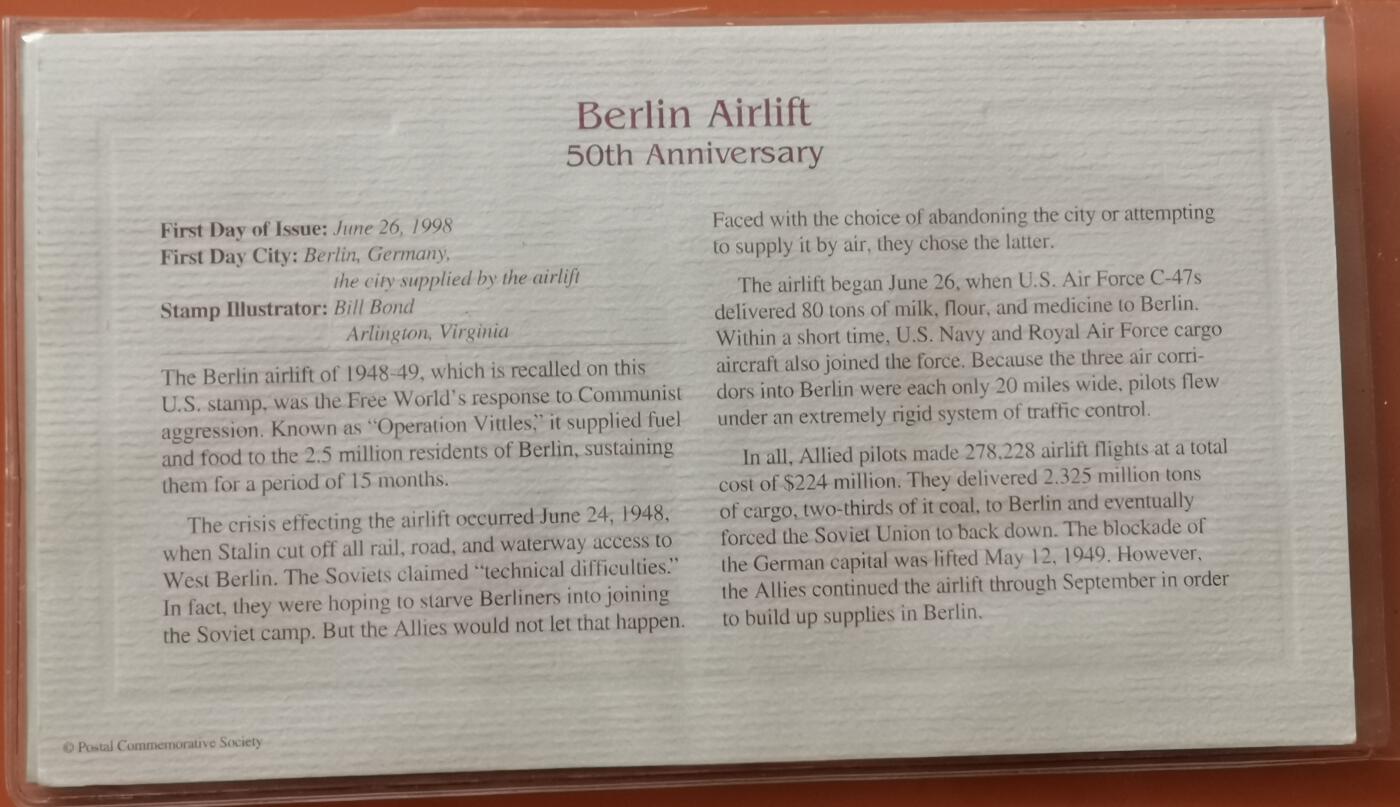 Berlin Airlift
50th Anniversary
First Day of Issue: June 26, 1998
First Day City: Berlin, Germany,
the city supplied by the airlift
Stamp Illustrator: Bill Bond
Arlington, Virginia
The Berlin airlift of 1948-49, which is recalled on this
U.S. stamp, was the Free World's response to Communist
aggression. Known as “Operation Vittles,” it supplied fuel
and food to the 2.5 million residents of Berlin, sustaining
them for a period of 15 months.
The crisis effecting the airlift occurred June 24, 1948,
when Stalin cut off all rail, road, and waterway access to
West Berlin. The Soviets claimed “technical difficulties.”
In fact, they were hoping to starve Berliners into joining
the Soviet camp. But the Allies would not let that happen.
Faced with the choice of abandoning the city or attempting
to supply it by air, they chose the latter.
The airlift began June 26, when U.S. Air Force C-47s
delivered 80 tons of milk, flour, and medicine to Berlin.
Within a short time, U.S. Navy and Royal Air Force cargo
aircraft also joined the force. Because the three air corri-
dors into Berlin were each only 20 miles wide, pilots flew
under an extremely rigid system of traffic control.
In all, Allied pilots made 278,228 airlift flights at a total
cost of $224 million. They delivered 2.325 million tons
of cargo, two-thirds of it coal, to Berlin and eventually
forced the Soviet Union to back down. The blockade of
the German capital was lifted May 12, 1949. However,
the Allies continued the airlift through September in order
to build up supplies in Berlin.
© Postal Commemorative Society